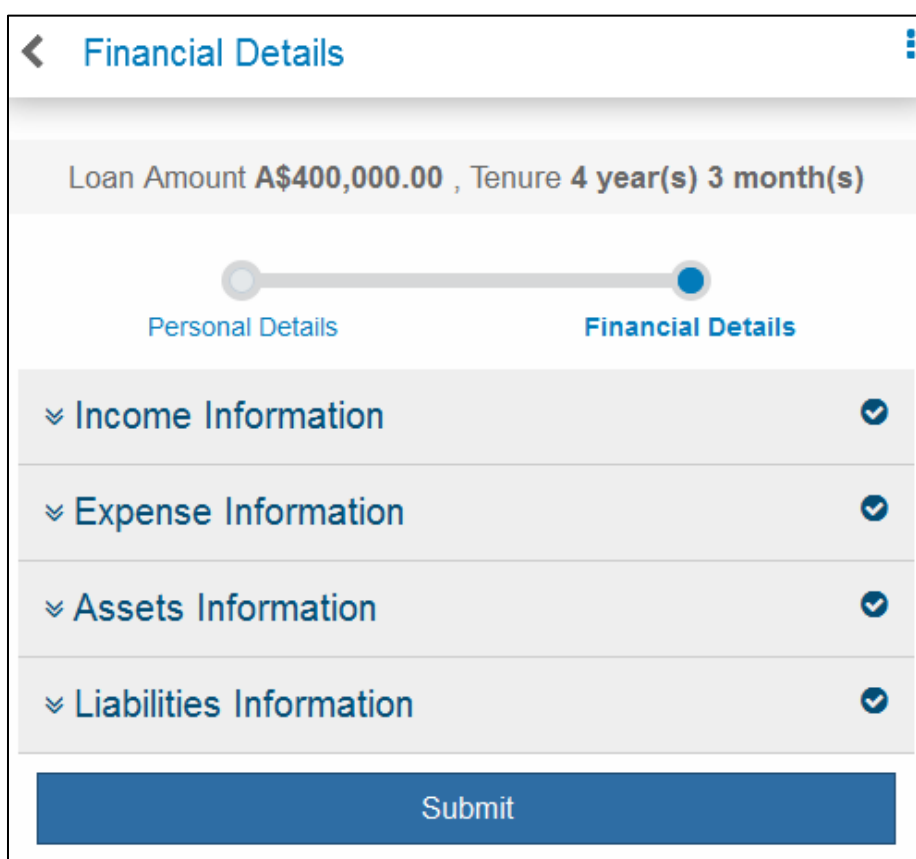 Financial Details
Loan Amount A$400,000.00 , Tenure 4 year(s) 3 month(s)
Personal Details
Financial Details
Income Information
Expense Information
Assets Information
Liabilities Information
Submit